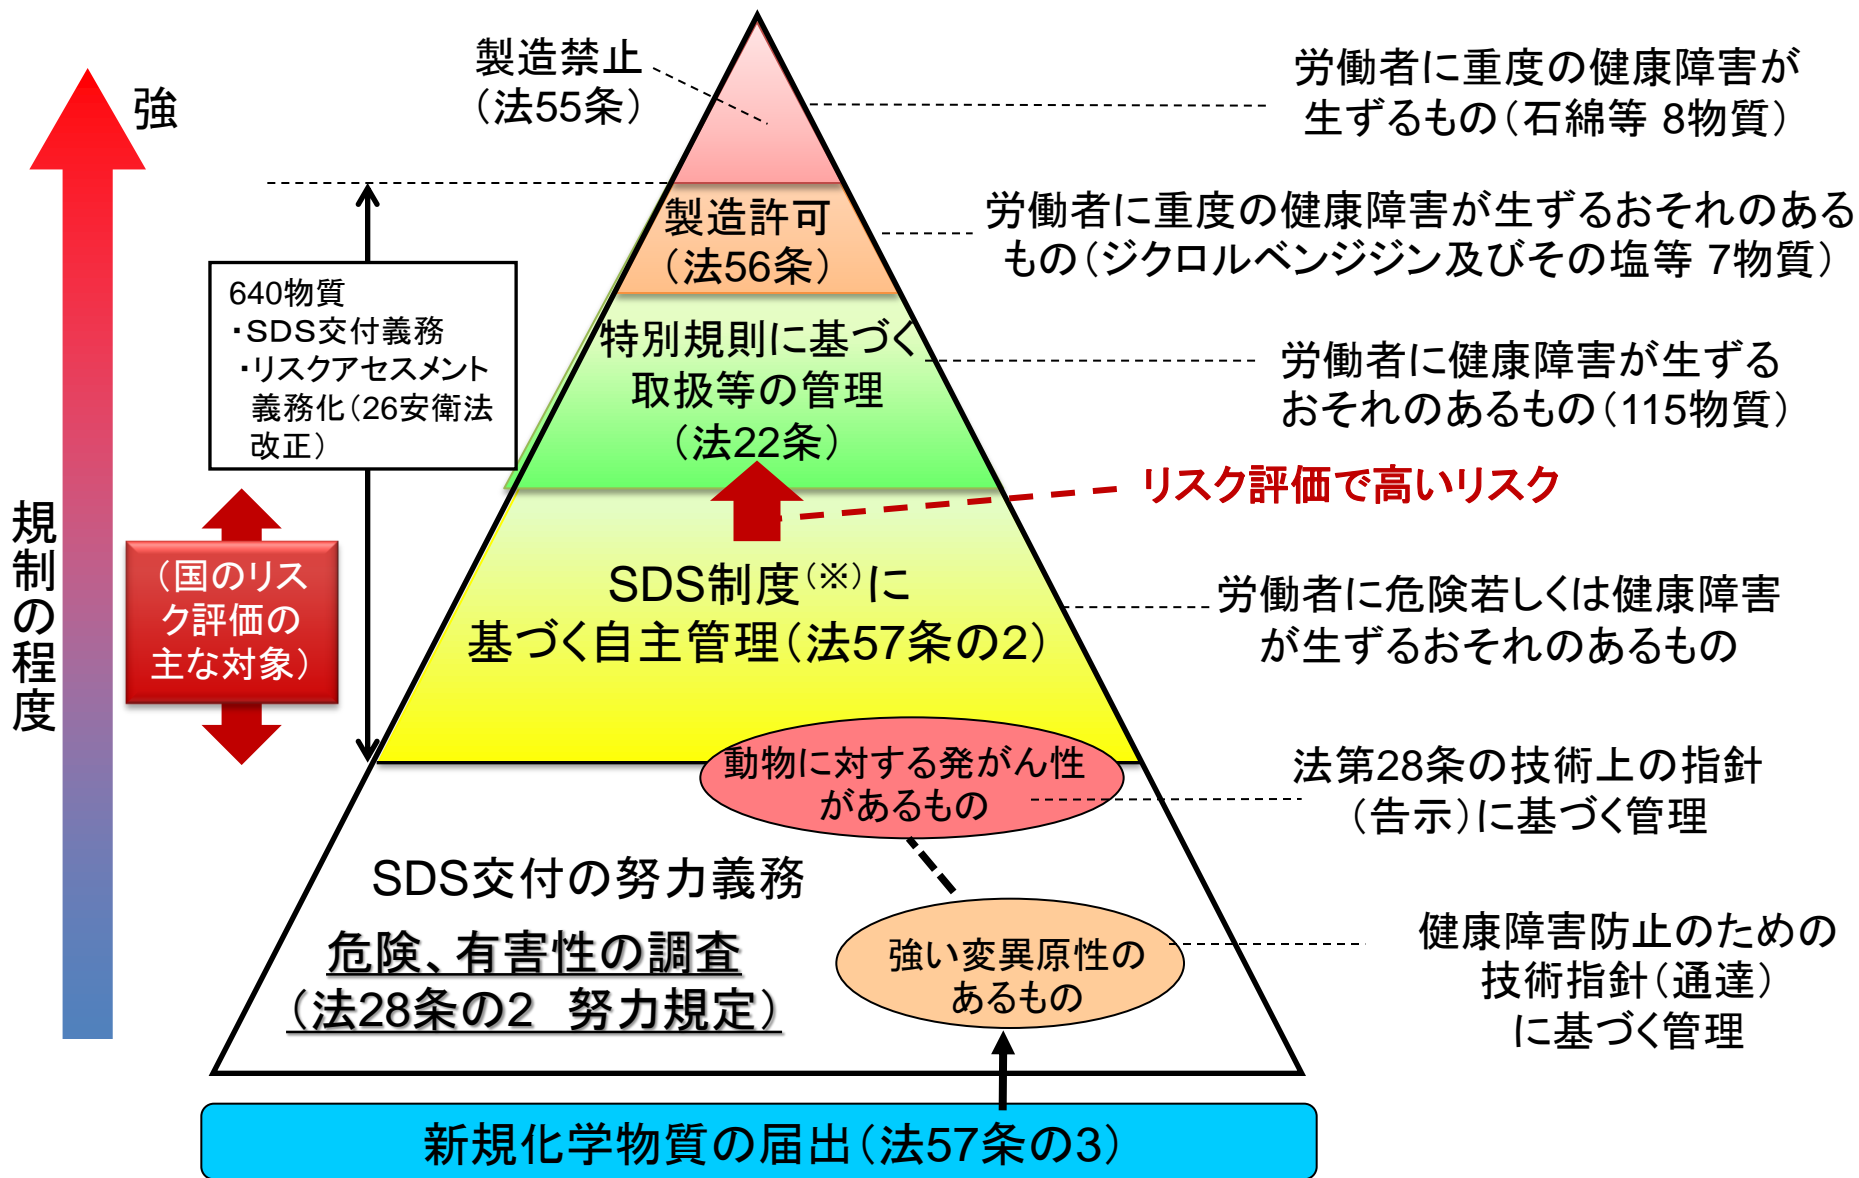 製造禁止
（法55条）
労働者に重度の健康障害が
生ずるもの（石綿等 8物質）
強
製造許可
（法56条）
労働者に重度の健康障害が生ずるおそれのある
もの（ジクロルベンジジン及びその塩等 7物質）
640物質
・SDS交付義務
・リスクアセスメント
義務化（26安衛法
改正）
特別規則に基づく
取扱等の管理
（法22条）
労働者に健康障害が生ずる
おそれのあるもの（115物質）
リスク評価で高いリスク
規制の程度
（国のリス
ク評価の
主な対象）
SDS制度（※）に
基づく自主管理（法57条の2）
労働者に危険若しくは健康障害
が生ずるおそれのあるもの
動物に対する発がん性
があるもの
法第28条の技術上の指針
（告示）に基づく管理
SDS交付の努力義務
危険、有害性の調査
（法28条の2　努力規定）
強い変異原性の
あるもの
健康障害防止のための
技術指針（通達）
に基づく管理
新規化学物質の届出（法57条の3）